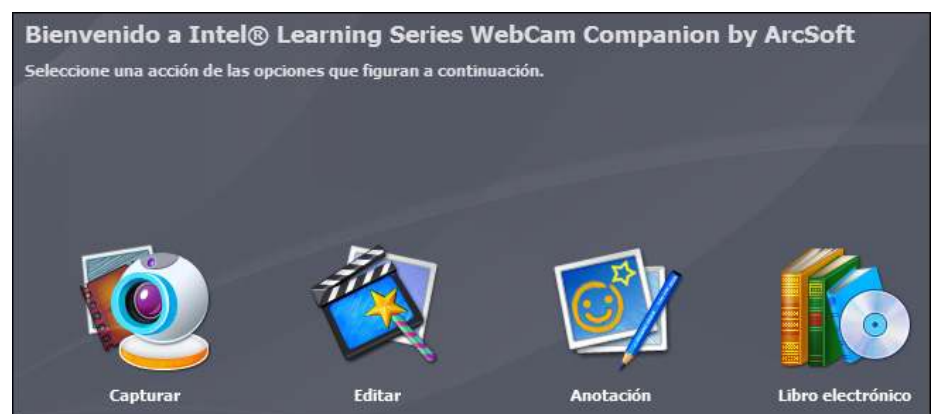 Bienvenido a Intel® Learning Series WebCam Companion by ArcSoft
Seleccione una acción de las opciones que figuran a continuación.
Capturar
Editar
Anotación
Libro electrónico